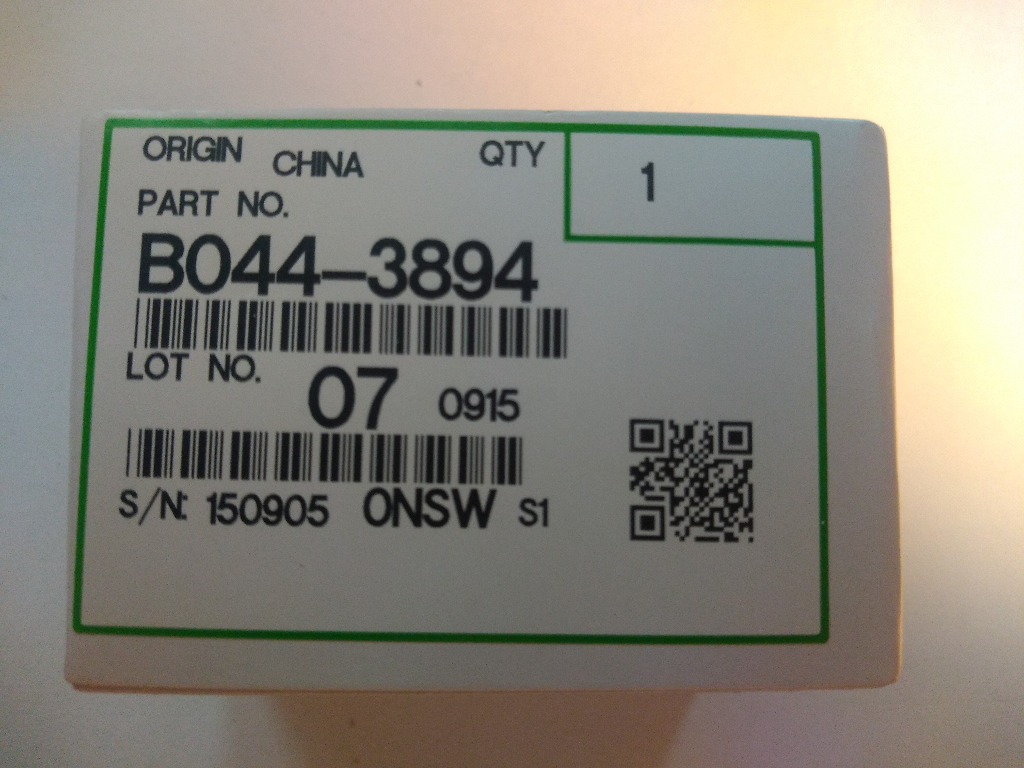 ORIGIN CHINA QTY 1
PART NO.
B044-3894
LOT NO. 07 0915
S/N: 150905 0NSW S1